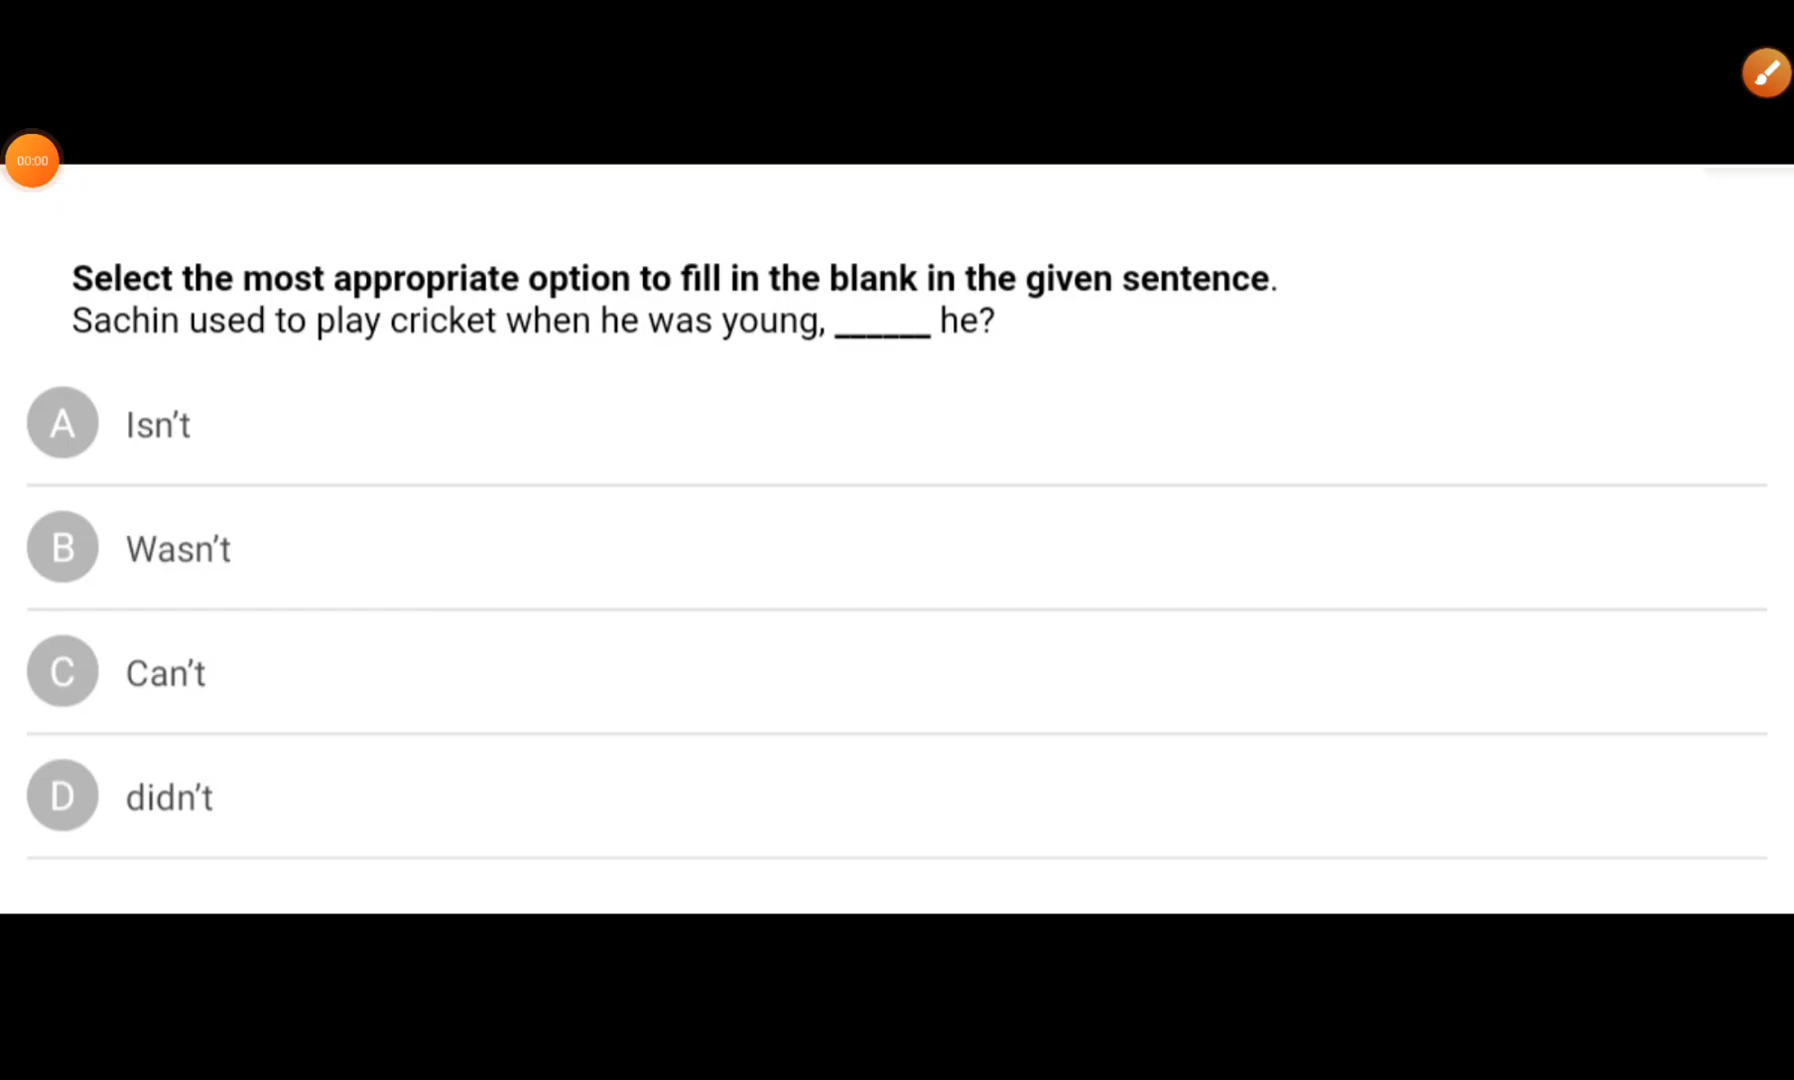 00:00
Select the most appropriate option to fill in the blank in the given sentence.
Sachin used to play cricket when he was young, ______ he?
A Isn’t
B Wasn’t
C Can’t
D didn’t